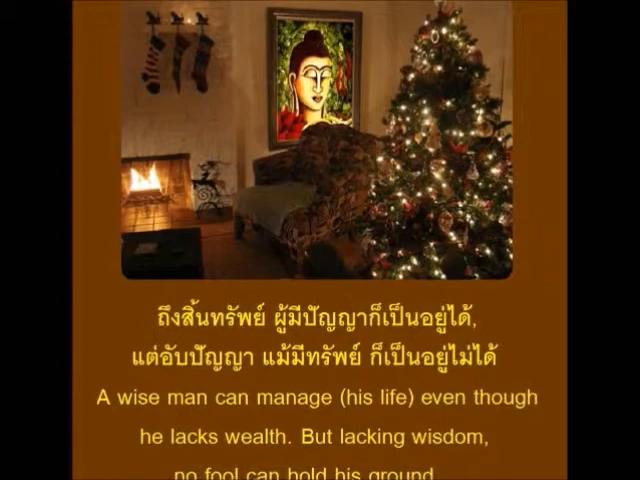 ถึงสิ้นทรัพย์ ผู้มีปัญญาก็เป็นอยู่ได้,
แต่อับปัญญา แม้มีทรัพย์ ก็เป็นอยู่ไม่ได้
A wise man can manage (his life) even though
he lacks wealth. But lacking wisdom,
no fool can hold his ground